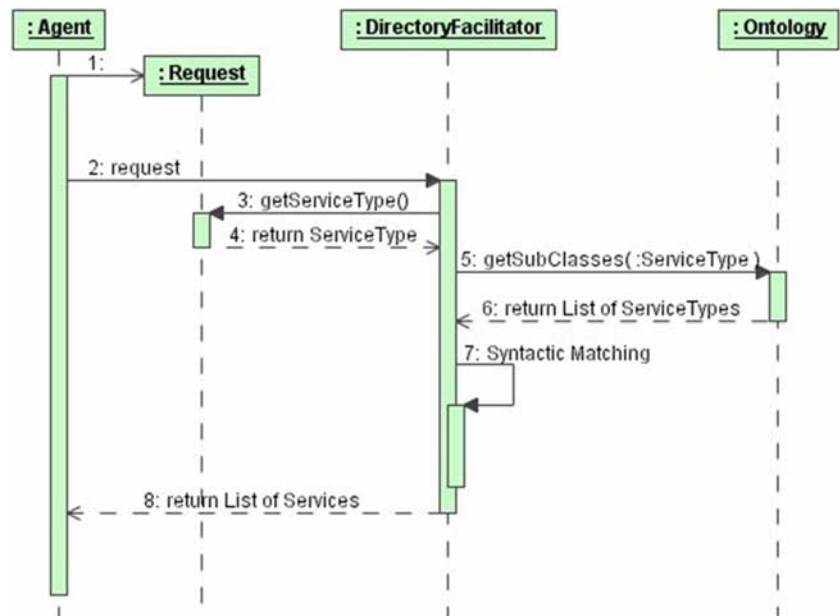 : Agent
: DirectoryFacilitator
: Ontology
1:
: Request
2: request
3: getServiceType()
4: return ServiceType
5: getSubClasses( :ServiceType )
6: return List of ServiceTypes
7: Syntactic Matching
8: return List of Services